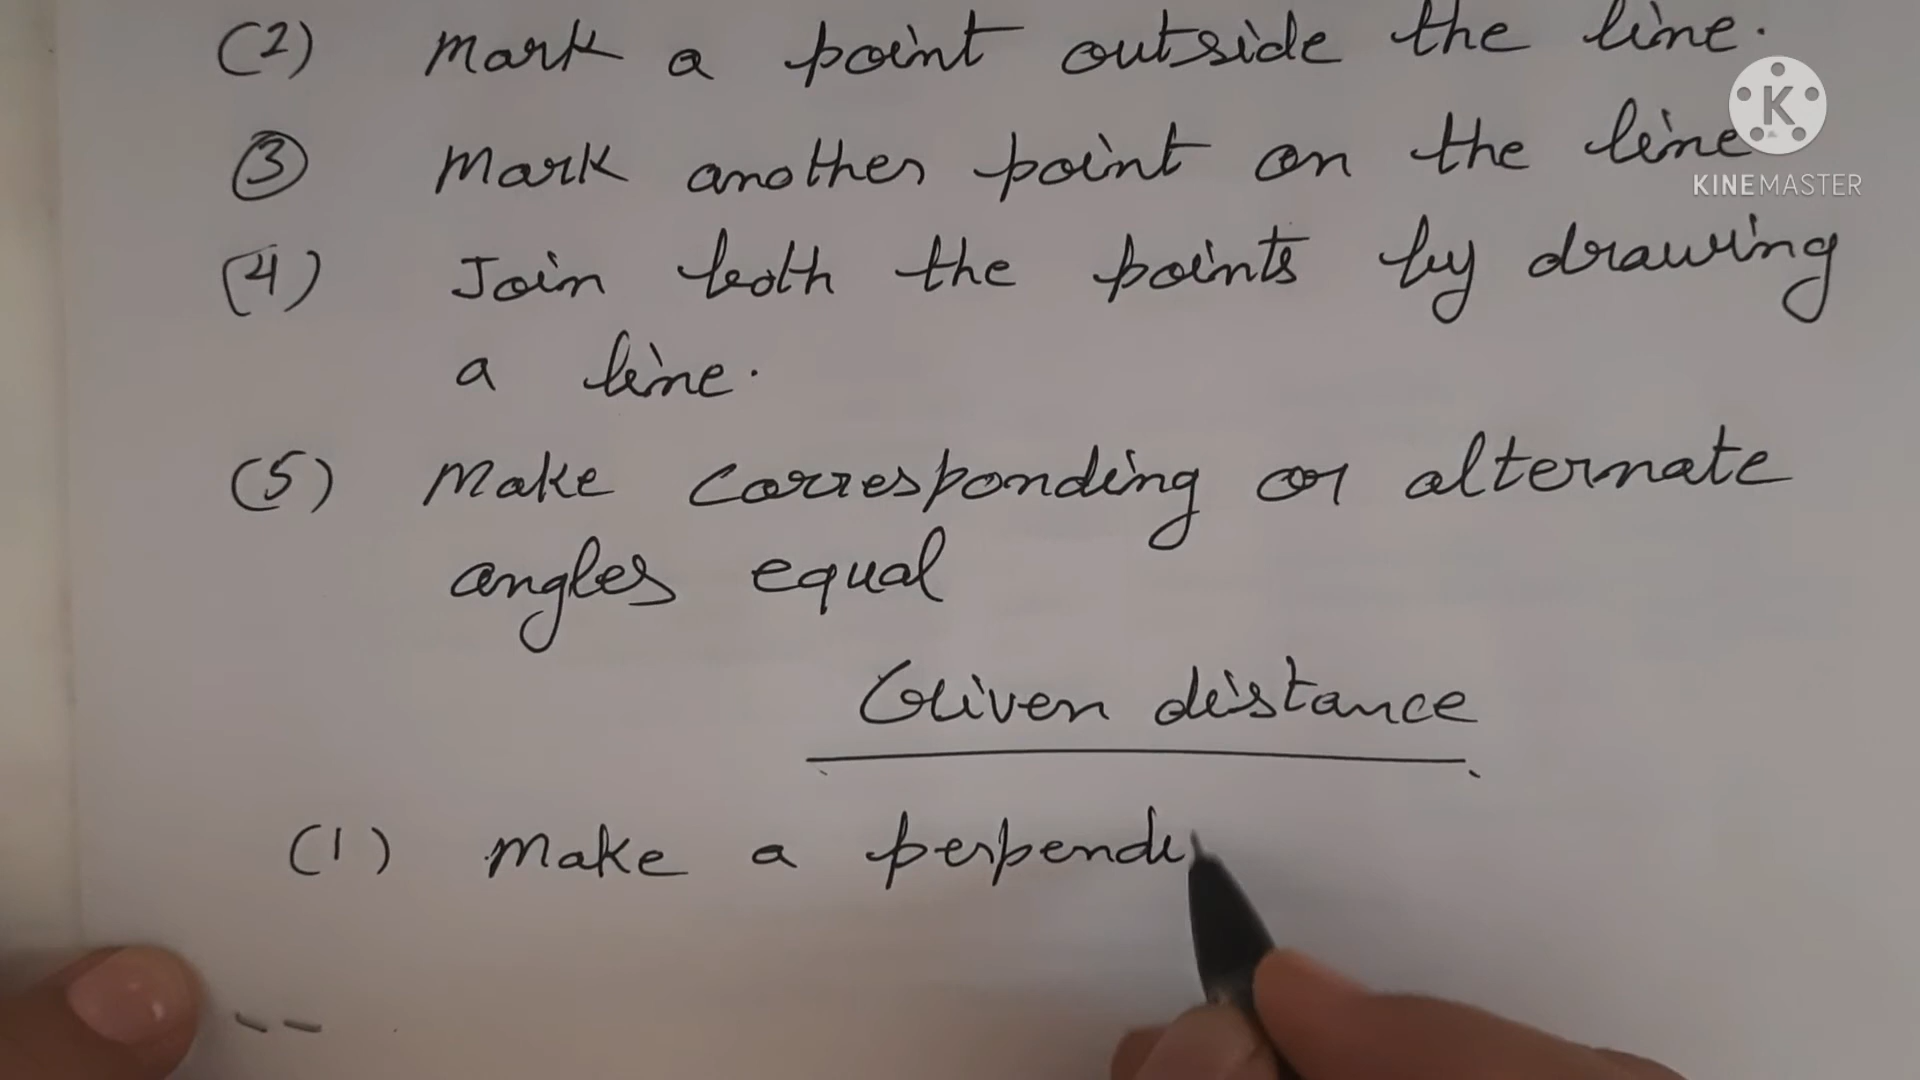 (2) Mark a point outside the line.
③ Mark another point on the line
(4) Join both the points by drawing
a line.
(5) Make corresponding or alternate
angles equal
Given distance
(1) Make a perpendi
K
KINEMASTER